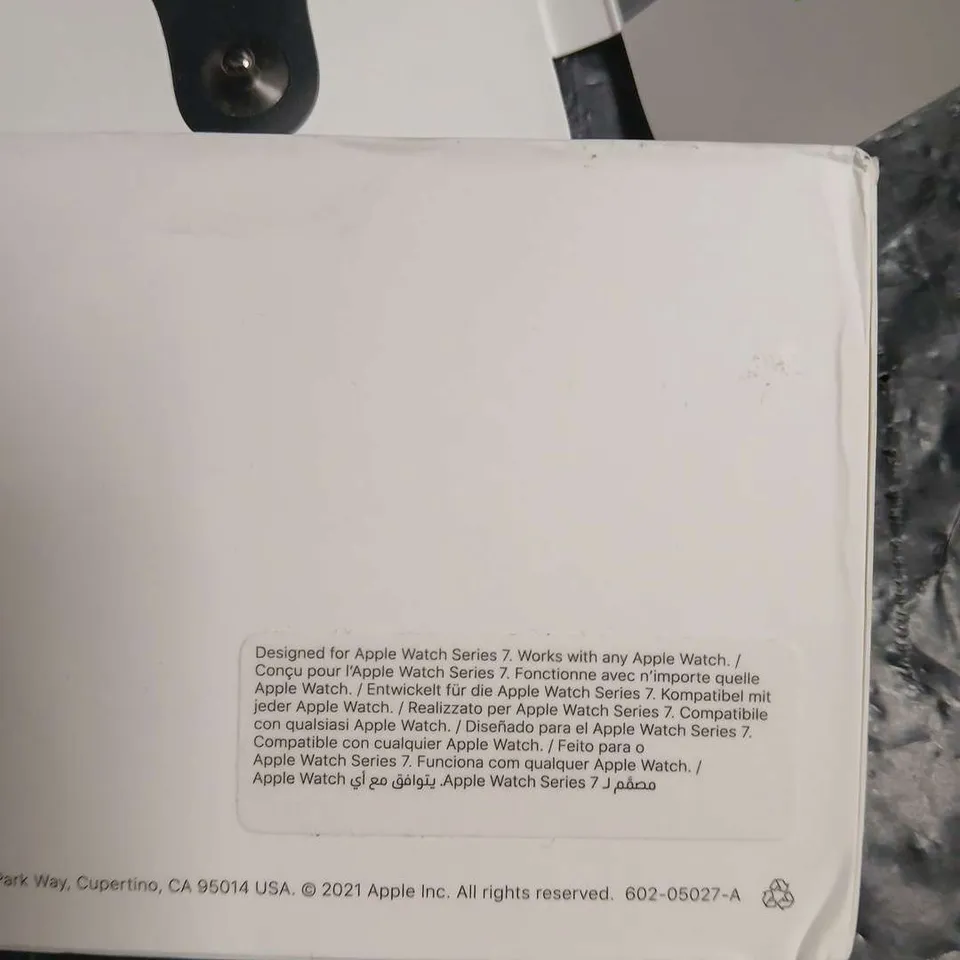 Designed for Apple Watch Series 7. Works with any Apple Watch. /
Conçu pour l'Apple Watch Series 7. Fonctionne avec n'importe quelle
Apple Watch. / Entwickelt für die Apple Watch Series 7. Kompatibel mit
jeder Apple Watch. / Realizzato per Apple Watch Series 7. Compatibile
con qualsiasi Apple Watch. / Diseñado para el Apple Watch Series 7.
Compatible con cualquier Apple Watch. / Feito para o
Apple Watch Series 7. Funciona com qualquer Apple Watch. /
مصمّم لـ Apple Watch Series 7. يتوافق مع أي Apple Watch
Park Way, Cupertino, CA 95014 USA. © 2021 Apple Inc. All rights reserved. 602-05027-A